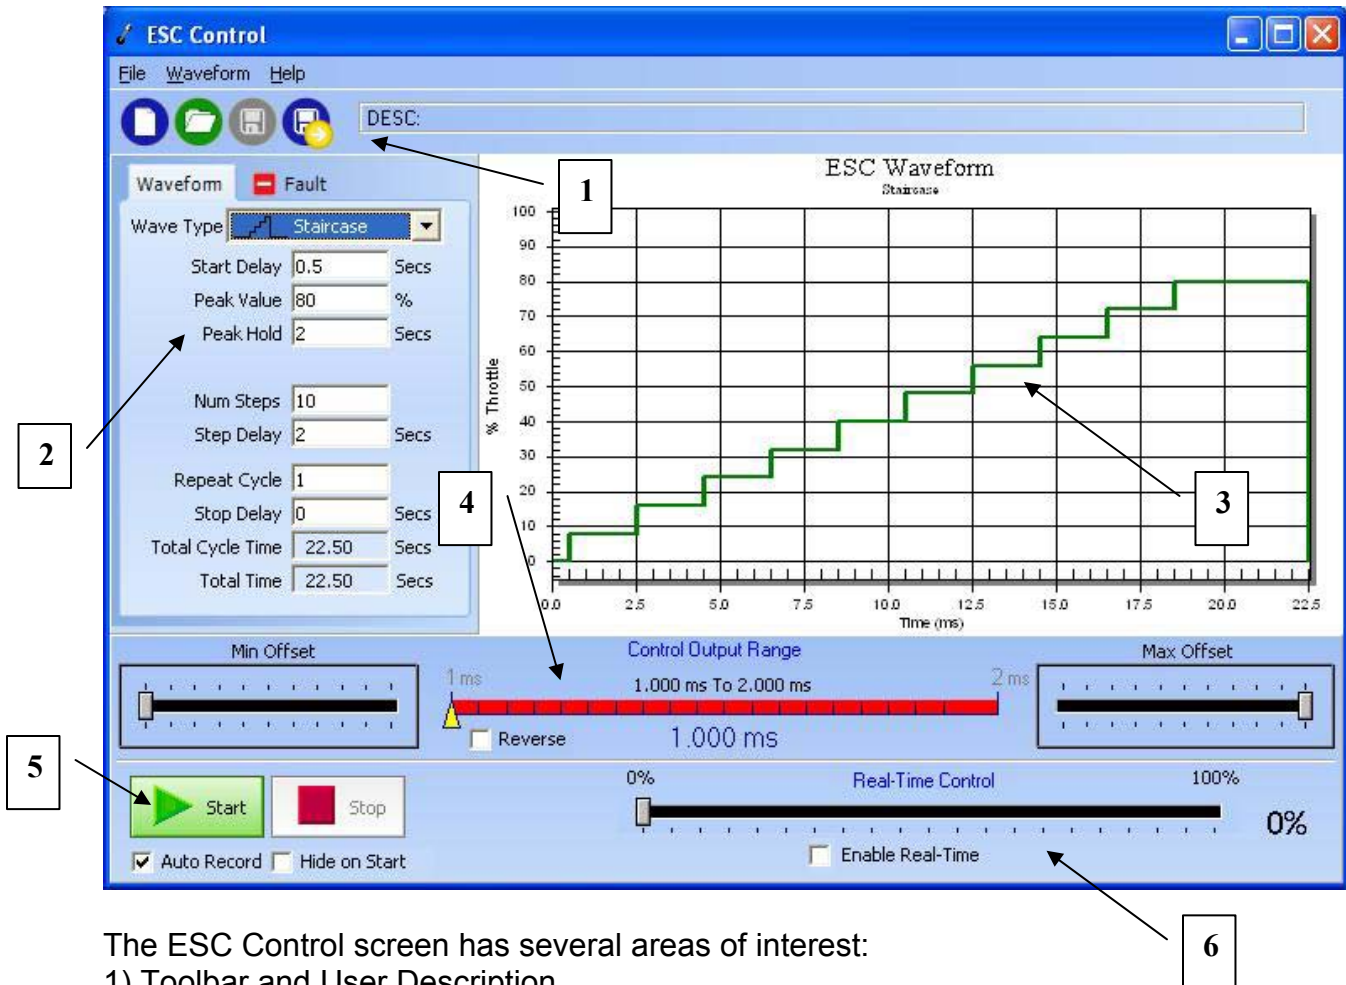 ESC Control
File Waveform Help
DESC:
1
Waveform Fault
Wave Type Staircase
Start Delay 0.5 Secs
Peak Value 80 %
Peak Hold 2 Secs
Num Steps 10
Step Delay 2 Secs
Repeat Cycle 1
Stop Delay 0 Secs
Total Cycle Time 22.50 Secs
Total Time 22.50 Secs
2
ESC Waveform
Staircase
% Throttle
100
90
80
70
60
50
40
30
20
10
0
0.0 2.5 5.0 7.5 10.0 12.5 15.0 17.5 20.0 22.5
Time (ms)
3
4
Min Offset
Control Output Range
Max Offset
1 ms 1.000 ms To 2.000 ms 2 ms
Reverse 1.000 ms
5
Start Stop
Auto Record Hide on Start
0% Real-Time Control 100%
0%
Enable Real-Time
6
The ESC Control screen has several areas of interest:
1) Toolbar and User Description